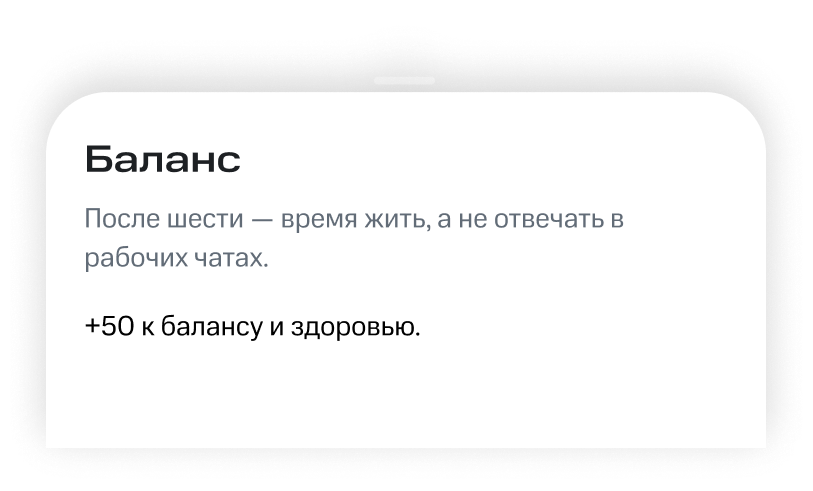 Баланс
После шести — время жить, а не отвечать в
рабочих чатах.
+50 к балансу и здоровью.